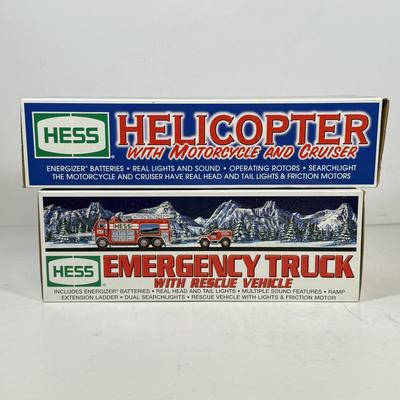 HESS
HELICOPTER
WITH MOTORCYCLE AND CRUISER
ENERGIZER BATTERIES • REAL LIGHTS AND SOUND • OPERATING ROTORS • SEARCHLIGHT
THE MOTORCYCLE AND CRUISER HAVE REAL HEAD AND TAIL LIGHTS & FRICTION MOTORS
HESS
HESS
EMERGENCY TRUCK
WITH RESCUE VEHICLE
INCLUDES ENERGIZER BATTERIES • REAL HEAD AND TAIL LIGHTS • MULTIPLE SOUND FEATURES • RAMP
EXTENSION LADDER • DUAL SEARCHLIGHTS • RESCUE VEHICLE WITH LIGHTS & FRICTION MOTOR